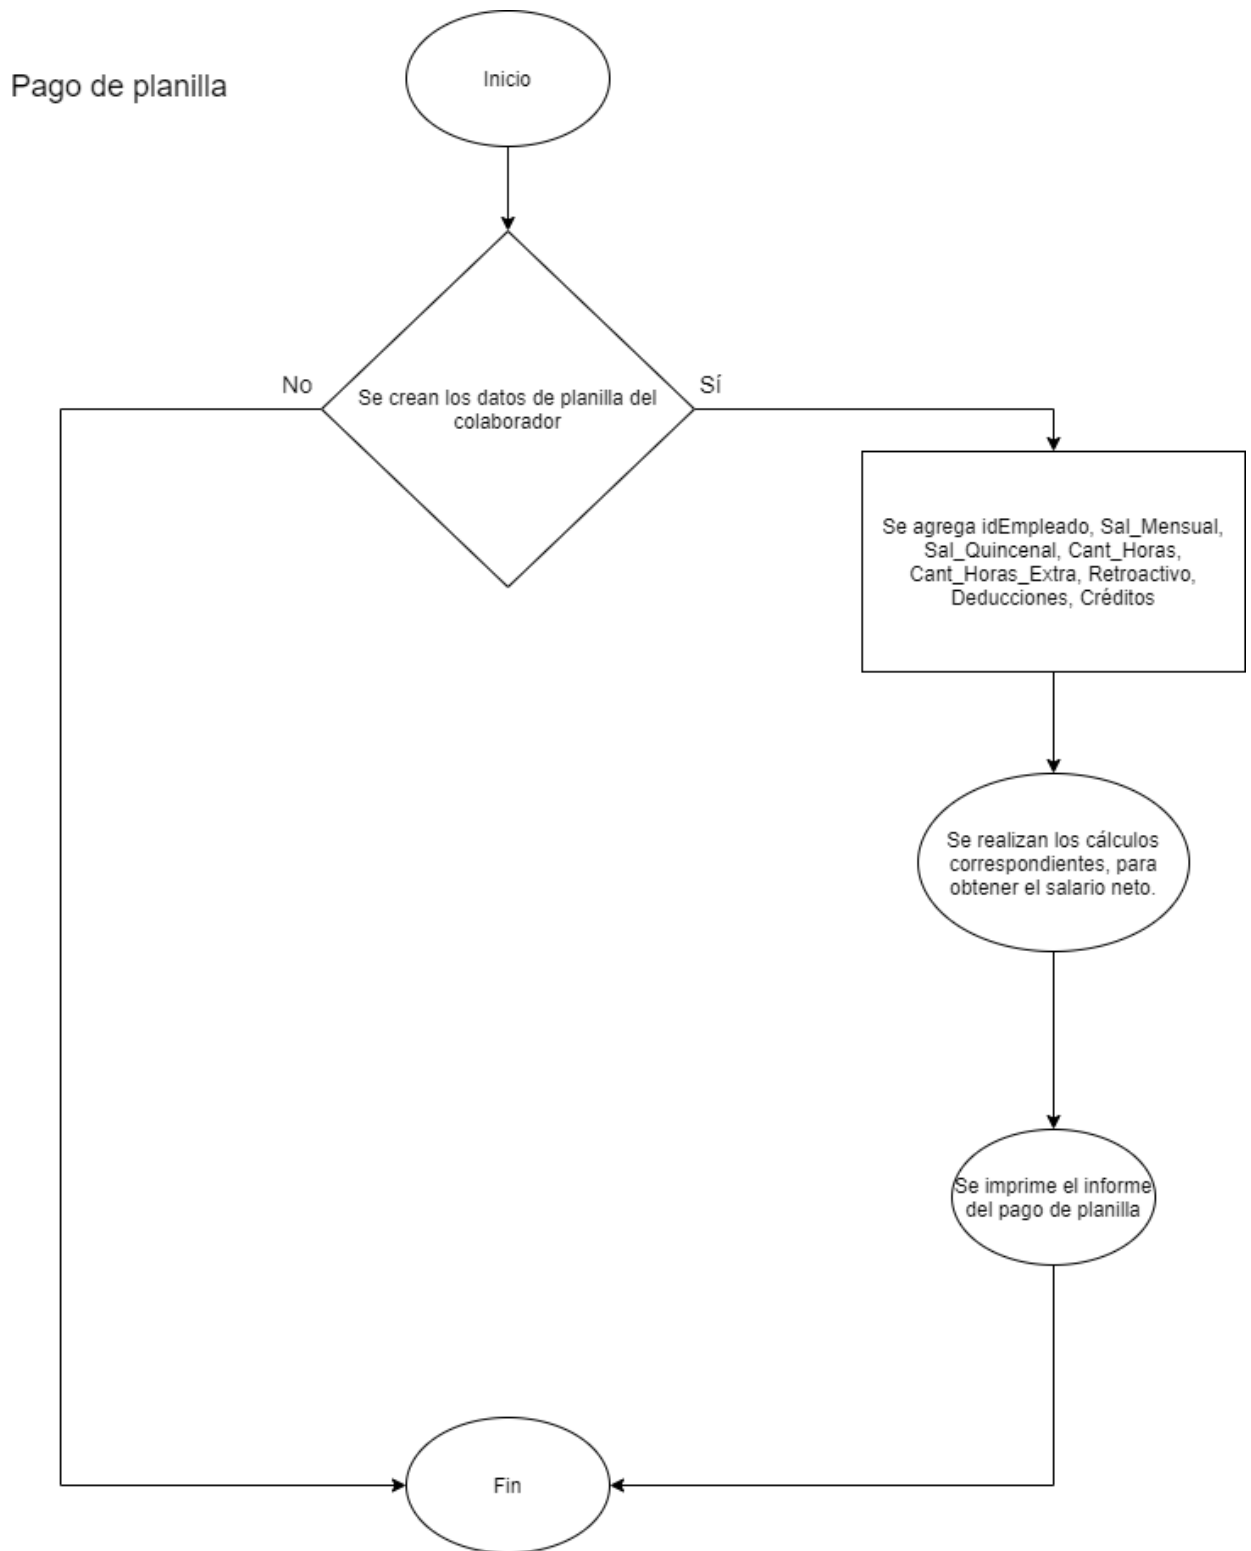 Inicio
Pago de planilla
No
Sí
Se crean los datos de planilla del
colaborador
Se agrega idEmpleado, Sal_Mensual,
Sal_Quincenal, Cant_Horas,
Cant_Horas_Extra, Retroactivo,
Deducciones, Créditos
Se realizan los cálculos
correspondientes, para
obtener el salario neto.
Se imprime el informe
del pago de planilla
Fin